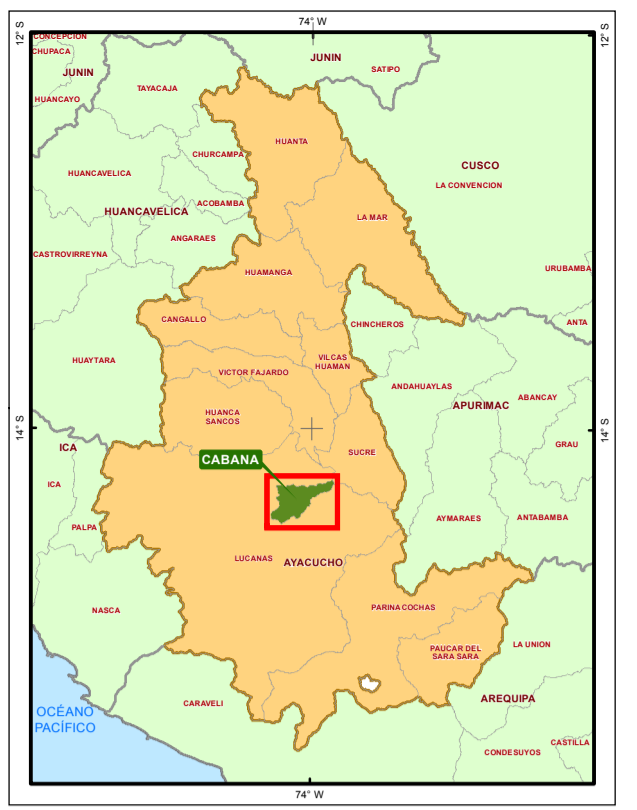 74° W
12° S
12° S
CONCEPCION
CHUPACA
JUNIN
JUNIN
SATIPO
TAYACAJA
HUANCAYO
HUANTA
CHURCAMPA
CUSCO
HUANCAVELICA
LA CONVENCION
ACOBAMBA
HUANCAVELICA
LA MAR
ANGARAES
CASTROVIRREYNA
URUBAMBA
HUAMANGA
CANGALLO
CHINCHEROS
ANTA
HUAYTARA
VILCAS
HUAMAN
VICTOR FAJARDO
ANDAHUAYLAS
ABANCAY
APURIMAC
HUANCA
SANCOS
14° S
14° S
GRAU
ICA
SUCRE
CABANA
ICA
AYMARAES
ANTABAMBA
PALPA
LUCANAS
AYACUCHO
NASCA
PARINACOCHAS
LA UNION
PAUCAR DEL
SARA SARA
AREQUIPA
CARAVELI
OCÉANO
PACÍFICO
CASTILLA
CONDESUYOS
74° W